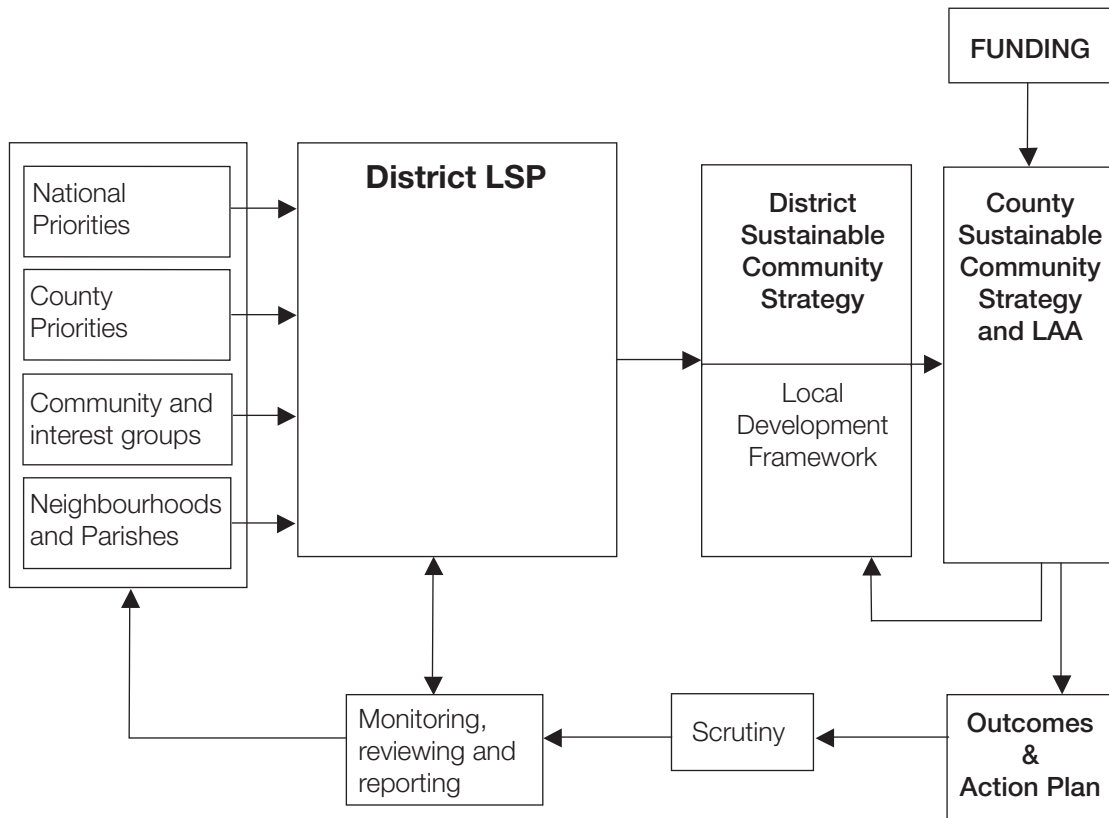 FUNDING
National
Priorities
County
Priorities
Community and
interest groups
Neighbourhoods
and Parishes
District LSP
District
Sustainable
Community
Strategy
Local
Development
Framework
County
Sustainable
Community
Strategy
and LAA
Monitoring,
reviewing and
reporting
Scrutiny
Outcomes
&
Action Plan